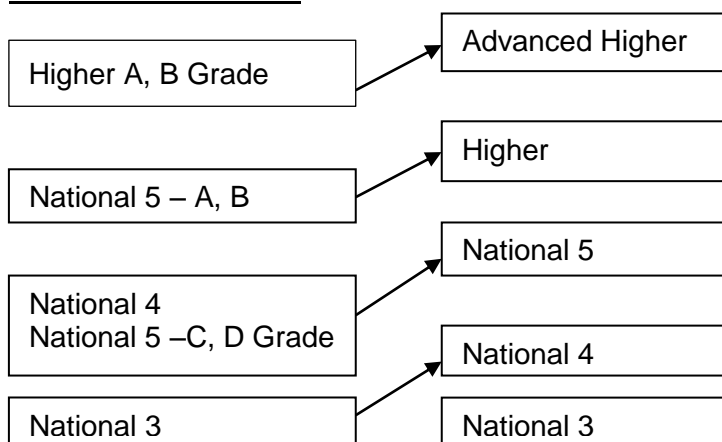 Advanced Higher
Higher A, B Grade
Higher
National 5 – A, B
National 5
National 4
National 5 –C, D Grade
National 4
National 3
National 3